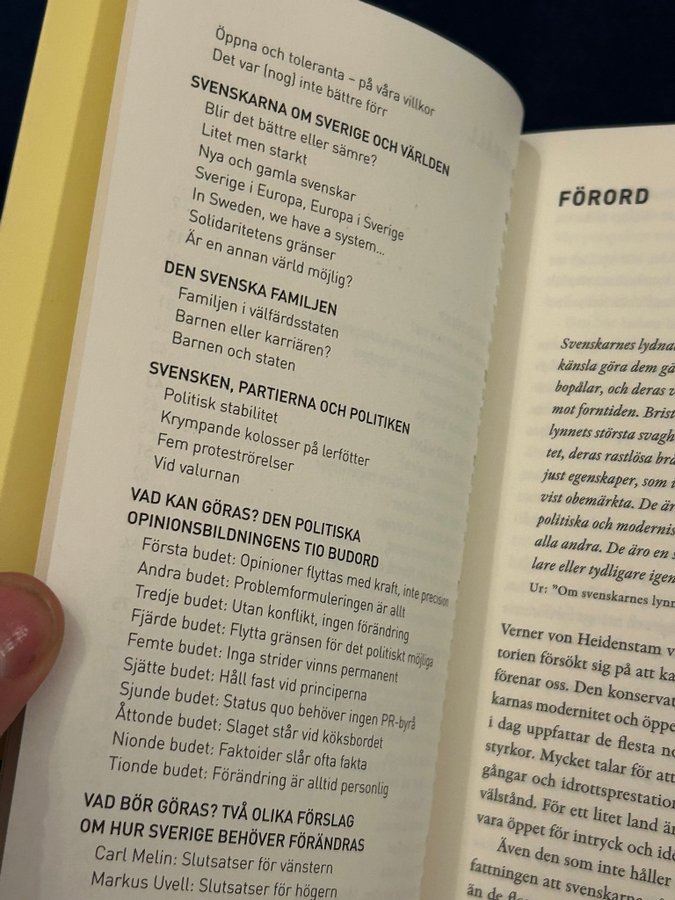 Öppna och toleranta – på våra villkor
Det var (nog) inte bättre förr
SVENSKARNA OM SVERIGE OCH VÄRLDEN
Blir det bättre eller sämre?
Litet men starkt
Nya och gamla svenskar
Sverige i Europa, Europa i Sverige
In Sweden, we have a system...
Solidaritetens gränser
Är en annan värld möjlig?
DEN SVENSKA FAMILJEN
Familjen i välfärdsstaten
Barnen eller karriären?
Barnen och staten
SVENSKEN, PARTIERNA OCH POLITIKEN
Politisk stabilitet
Krympande kolosser på lerfötter
Fem proteströrelser
Vid valurnan
VAD KAN GÖRAS? DEN POLITISKA
OPINIONSBILDNINGENS TIO BUDORD
Första budet: Opinioner flyttas med kraft, inte precision
Andra budet: Problemformuleringen är allt
Tredje budet: Utan konflikt, ingen förändring
Fjärde budet: Flytta gränsen för det politiskt möjliga
Femte budet: Inga strider vinns permanent
Sjätte budet: Håll fast vid principerna
Sjunde budet: Status quo behöver ingen PR-byrå
Åttonde budet: Slaget står vid köksbordet
Nionde budet: Faktoider slår ofta fakta
Tionde budet: Förändring är alltid personlig
VAD BÖR GÖRAS? TVÅ OLIKA FÖRSLAG
OM HUR SVERIGE BEHÖVER FÖRÄNDRAS
Carl Melin: Slutsatser för vänstern
Markus Uvell: Slutsatser för högern
FÖRORD
Svenskarnes lydna
känsla göra dem gä
bopålar, och deras v
mot forntiden. Brist
lynnets största svagh
tet, deras rastlösa brå
just egenskaper, som i
vist obemärkta. De är
politiska och modernis
alla andra. De äro en s
lare eller tydligare igen
Ur: "Om svenskarnes lynn
Verner von Heidenstam v
torien försökt sig på att ka
förenar oss. Den konservat
karnas modernitet och öppe
i dag uppfattar de flesta no
styrkor. Mycket talar för att
gångar och idrottsprestation
välstånd. För ett litet land är
vara öppet för intryck och idé
Även den som inte håller
fattningen att svenskarna
än de fles